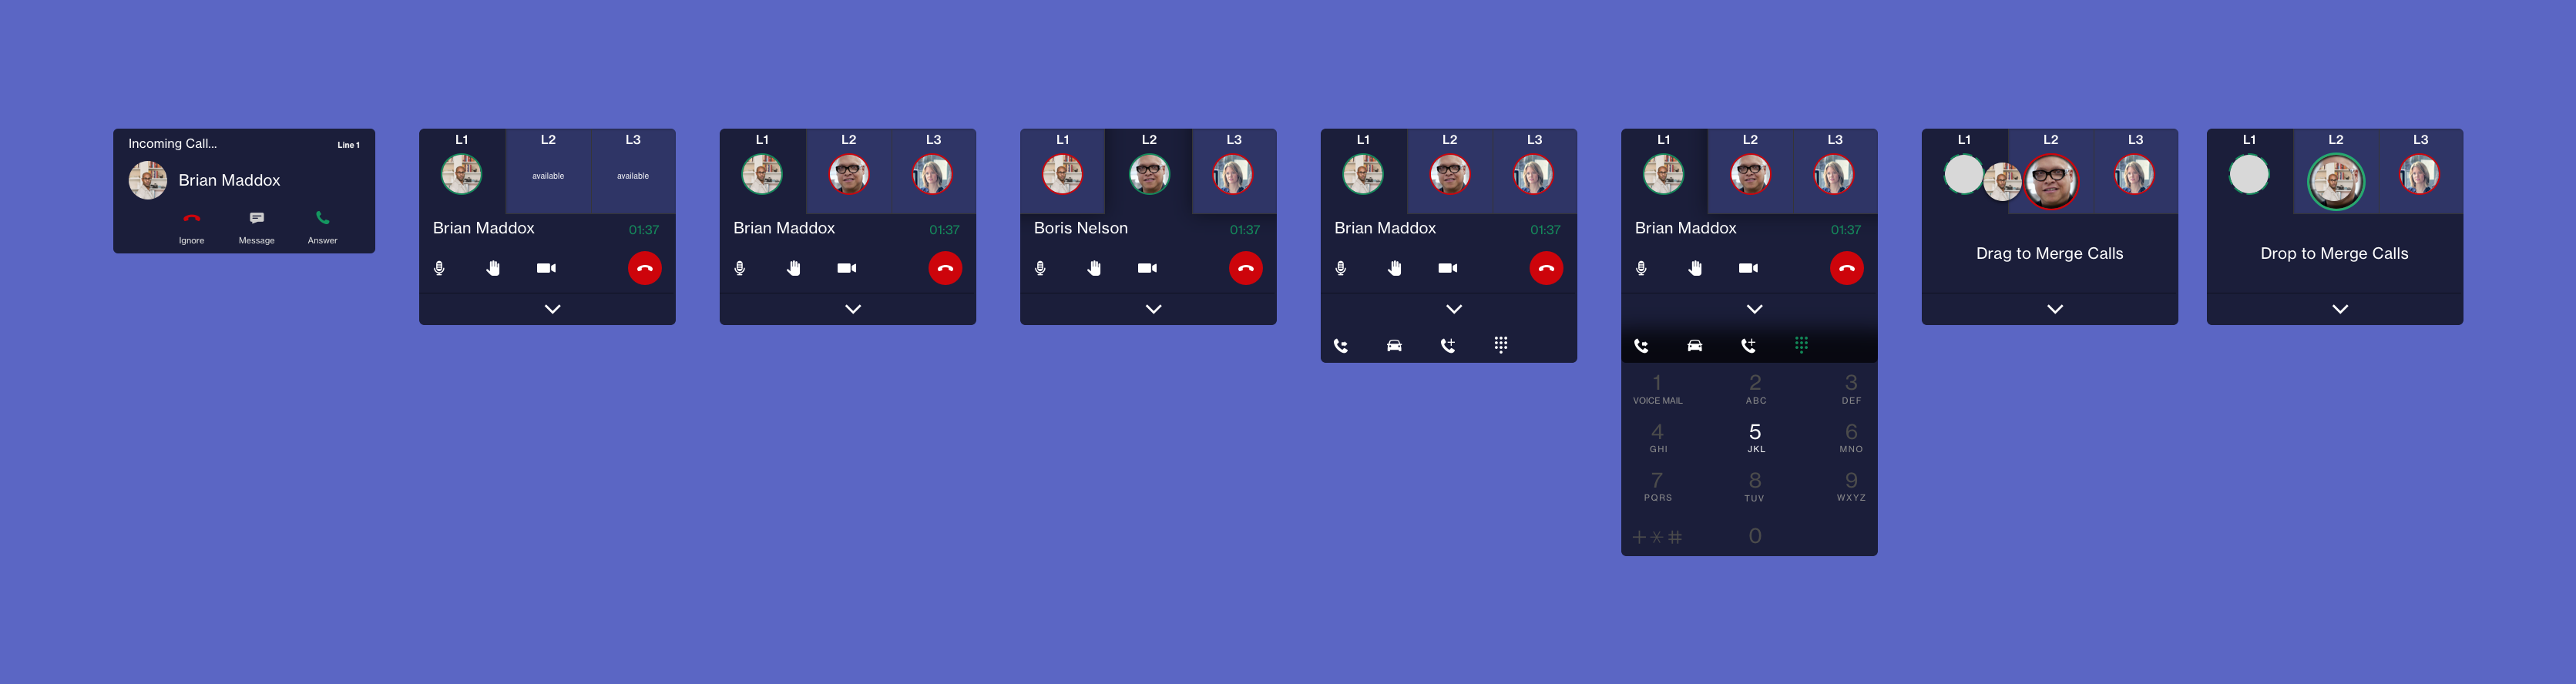 Incoming Call...
Line 1
Brian Maddox
Ignore Message Answer
L1 L2 L3
available available
Brian Maddox 01:37
L1 L2 L3
Brian Maddox 01:37
L1 L2 L3
Boris Nelson 01:37
L1 L2 L3
Brian Maddox 01:37
L1 L2 L3
Brian Maddox 01:37
1 2 3
VOICE MAIL ABC DEF
4 5 6
GHI JKL MNO
7 8 9
PQRS TUV WXYZ
+ * # 0
L1 L2 L3
Drag to Merge Calls
L1 L2 L3
Drop to Merge Calls